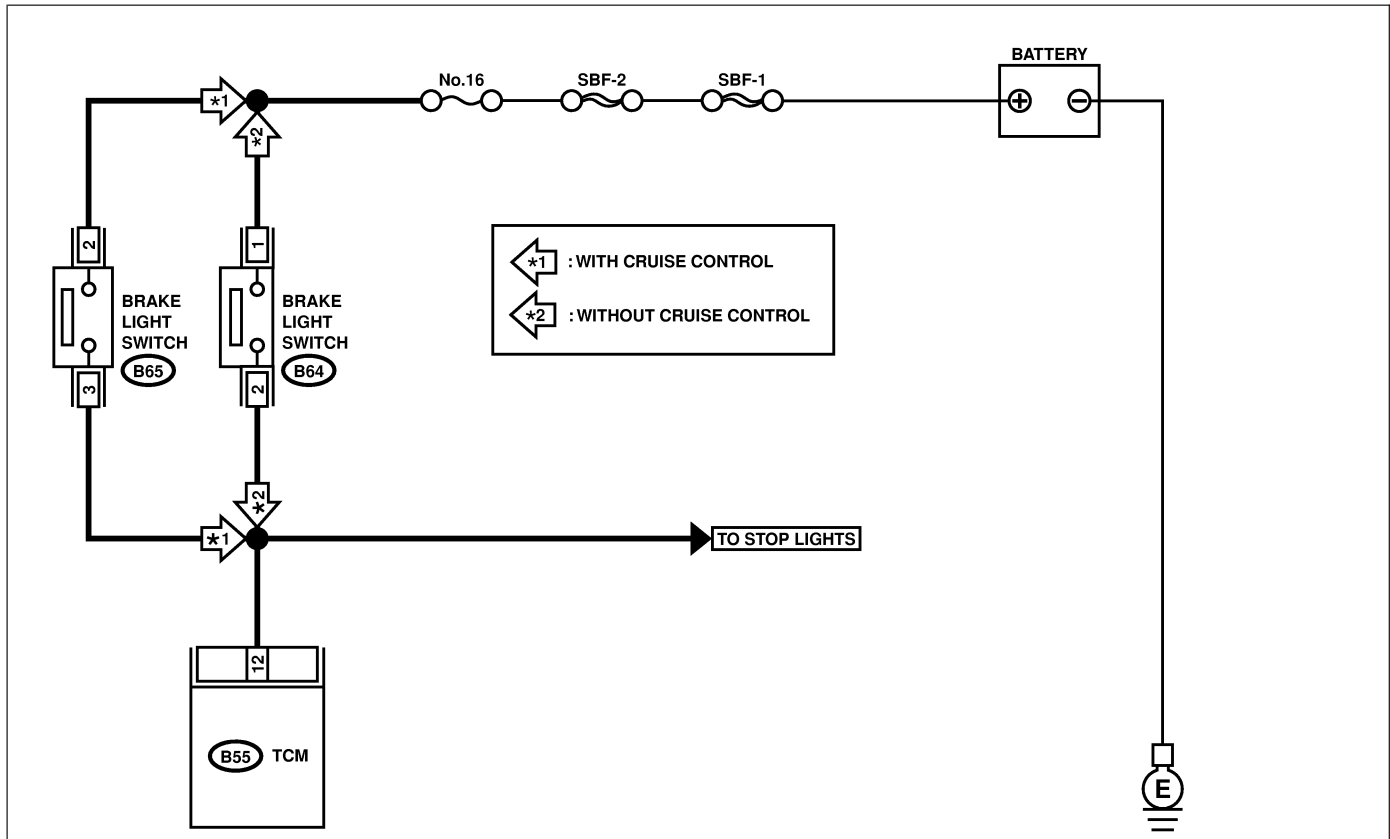 BATTERY
No.16
SBF-2
SBF-1
*1
+
−
*2
2
1
*1
: WITH CRUISE CONTROL
*2
: WITHOUT CRUISE CONTROL
BRAKE
LIGHT
SWITCH
B65
BRAKE
LIGHT
SWITCH
B64
3
2
*2
*1
TO STOP LIGHTS
12
B55
TCM
E